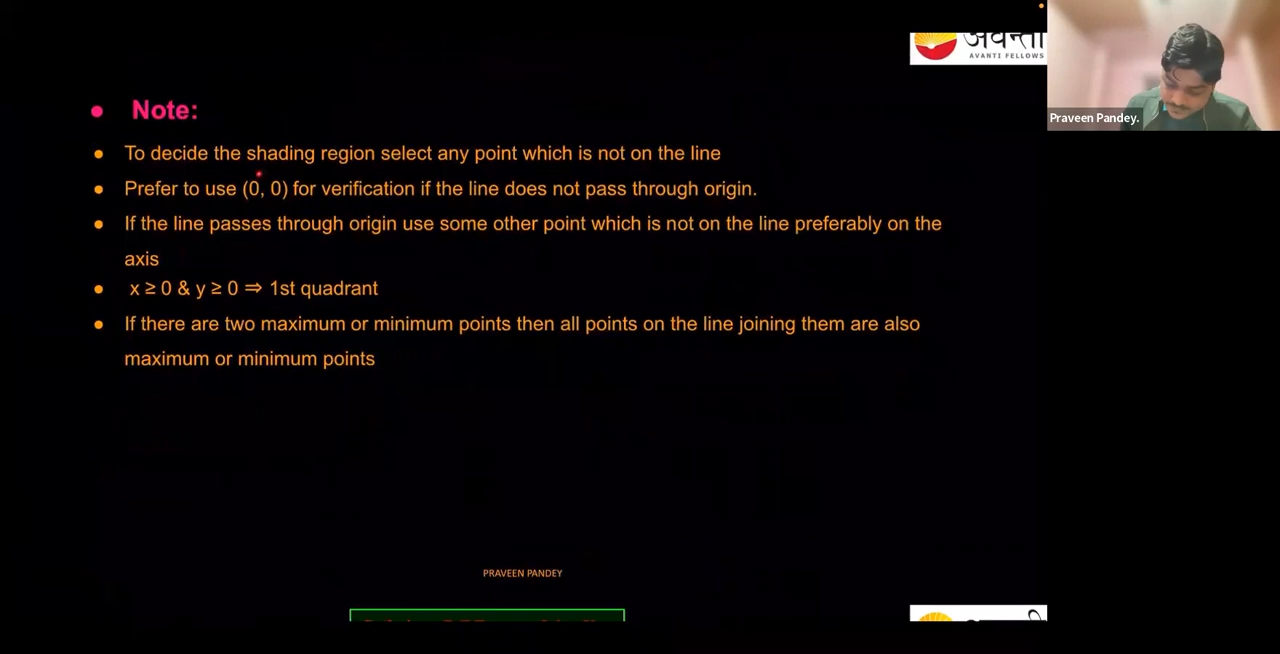 अवन्ती
AVANTI FELLOWS
Praveen Pandey.
● Note:
● To decide the shading region select any point which is not on the line
● Prefer to use (0, 0) for verification if the line does not pass through origin.
● If the line passes through origin use some other point which is not on the line preferably on the
axis
● x ≥ 0 & y ≥ 0 ⇒ 1st quadrant
● If there are two maximum or minimum points then all points on the line joining them are also
maximum or minimum points
PRAVEEN PANDEY